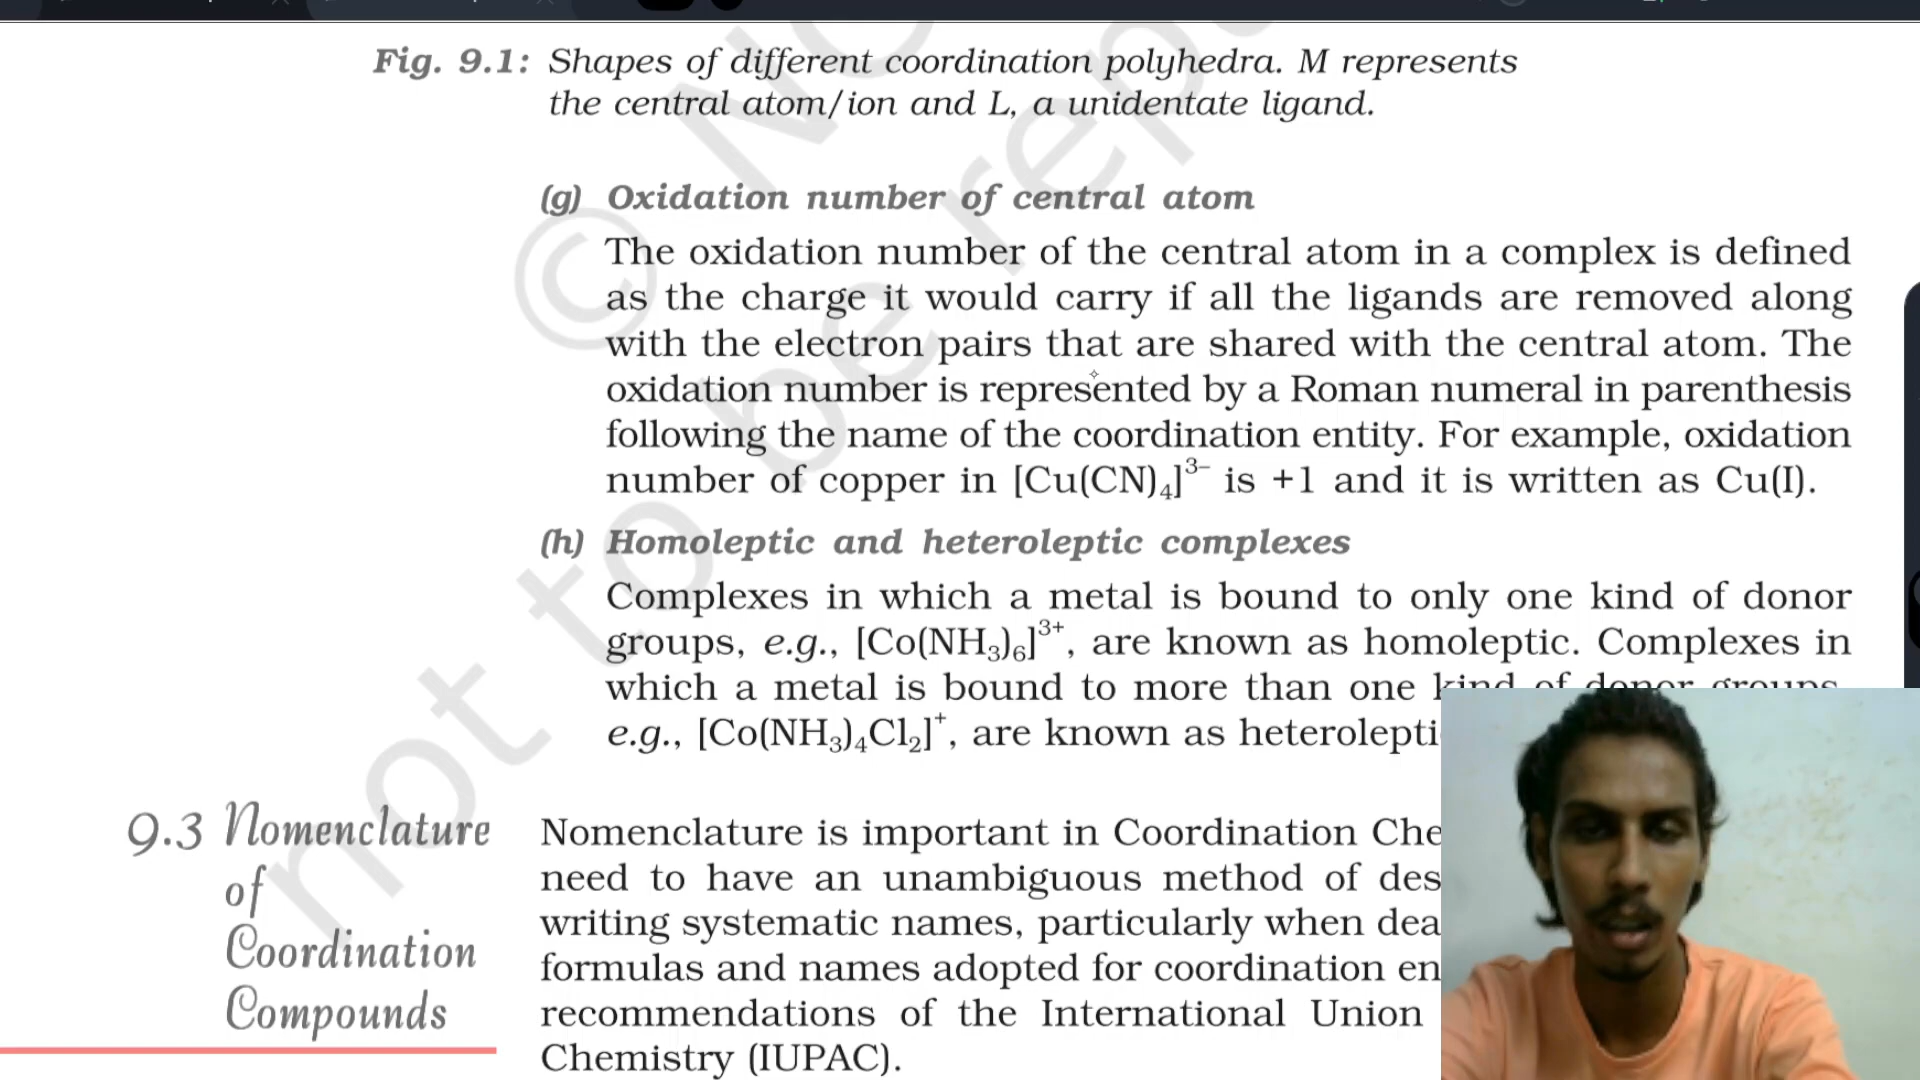 Fig. 9.1: Shapes of different coordination polyhedra. M represents
the central atom/ion and L, a unidentate ligand.
(g) Oxidation number of central atom
The oxidation number of the central atom in a complex is defined
as the charge it would carry if all the ligands are removed along
with the electron pairs that are shared with the central atom. The
oxidation number is represented by a Roman numeral in parenthesis
following the name of the coordination entity. For example, oxidation
number of copper in [Cu(CN)₄]³⁻ is +1 and it is written as Cu(I).
(h) Homoleptic and heteroleptic complexes
Complexes in which a metal is bound to only one kind of donor
groups, e.g., [Co(NH₃)₆]³⁺, are known as homoleptic. Complexes in
which a metal is bound to more than one kind of donor groups,
e.g., [Co(NH₃)₄Cl₂]⁺, are known as
9.3 Nomenclature
of
Coordination
Compounds
Nomenclature is important in Coordination
need to have an unambiguous method of
writing systematic names, particularly when
formulas and names adopted for coordination
recommendations of the International Union
Chemistry (IUPAC).
©
not to be